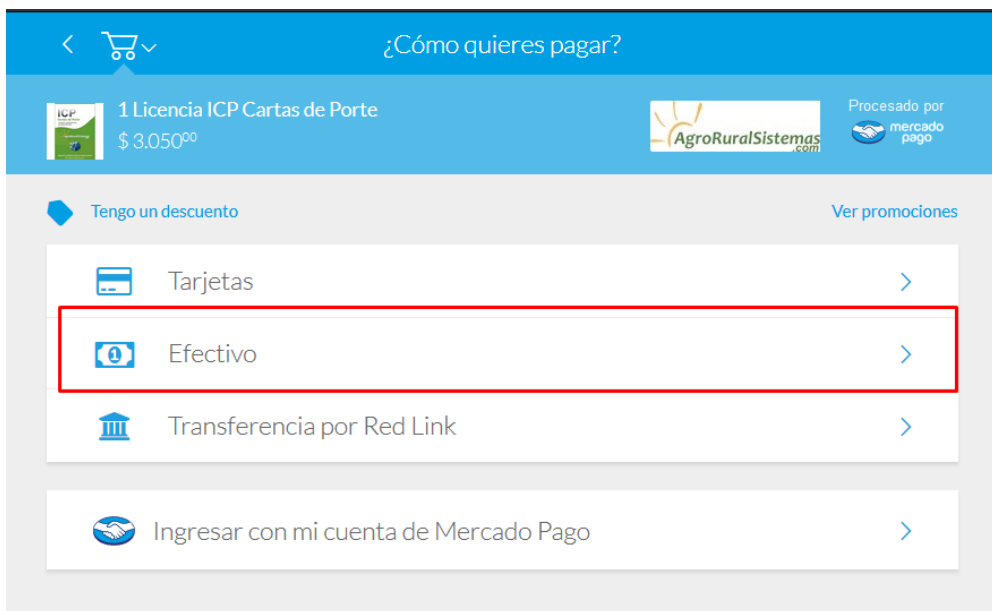 ¿Cómo quieres pagar?
ICP
1 Licencia ICP Cartas de Porte
$ 3.050⁰⁰
AgroRuralSistemas
.com
Procesado por
mercado
pago
Tengo un descuento
Ver promociones
Tarjetas
Efectivo
Transferencia por Red Link
Ingresar con mi cuenta de Mercado Pago